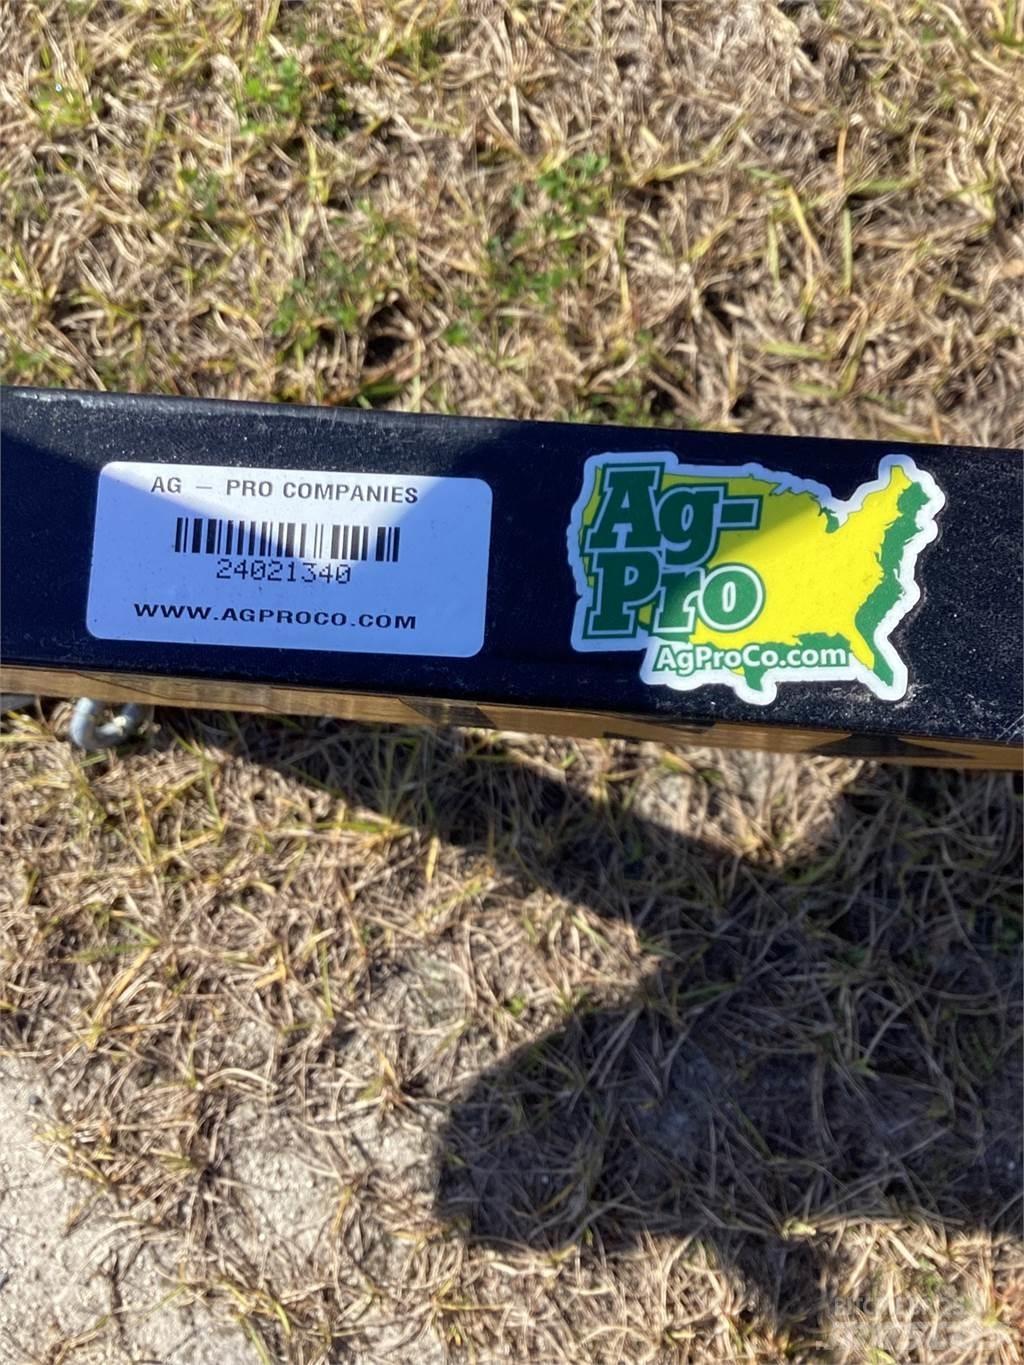 AG – PRO COMPANIES
24021340
WWW.AGPROCO.COM
Ag-
Pro
AgProCo.com